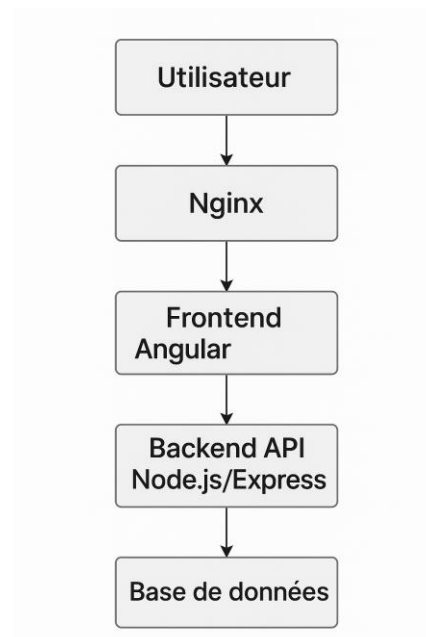 Utilisateur
Nginx
Frontend
Angular
Backend API
Node.js/Express
Base de données